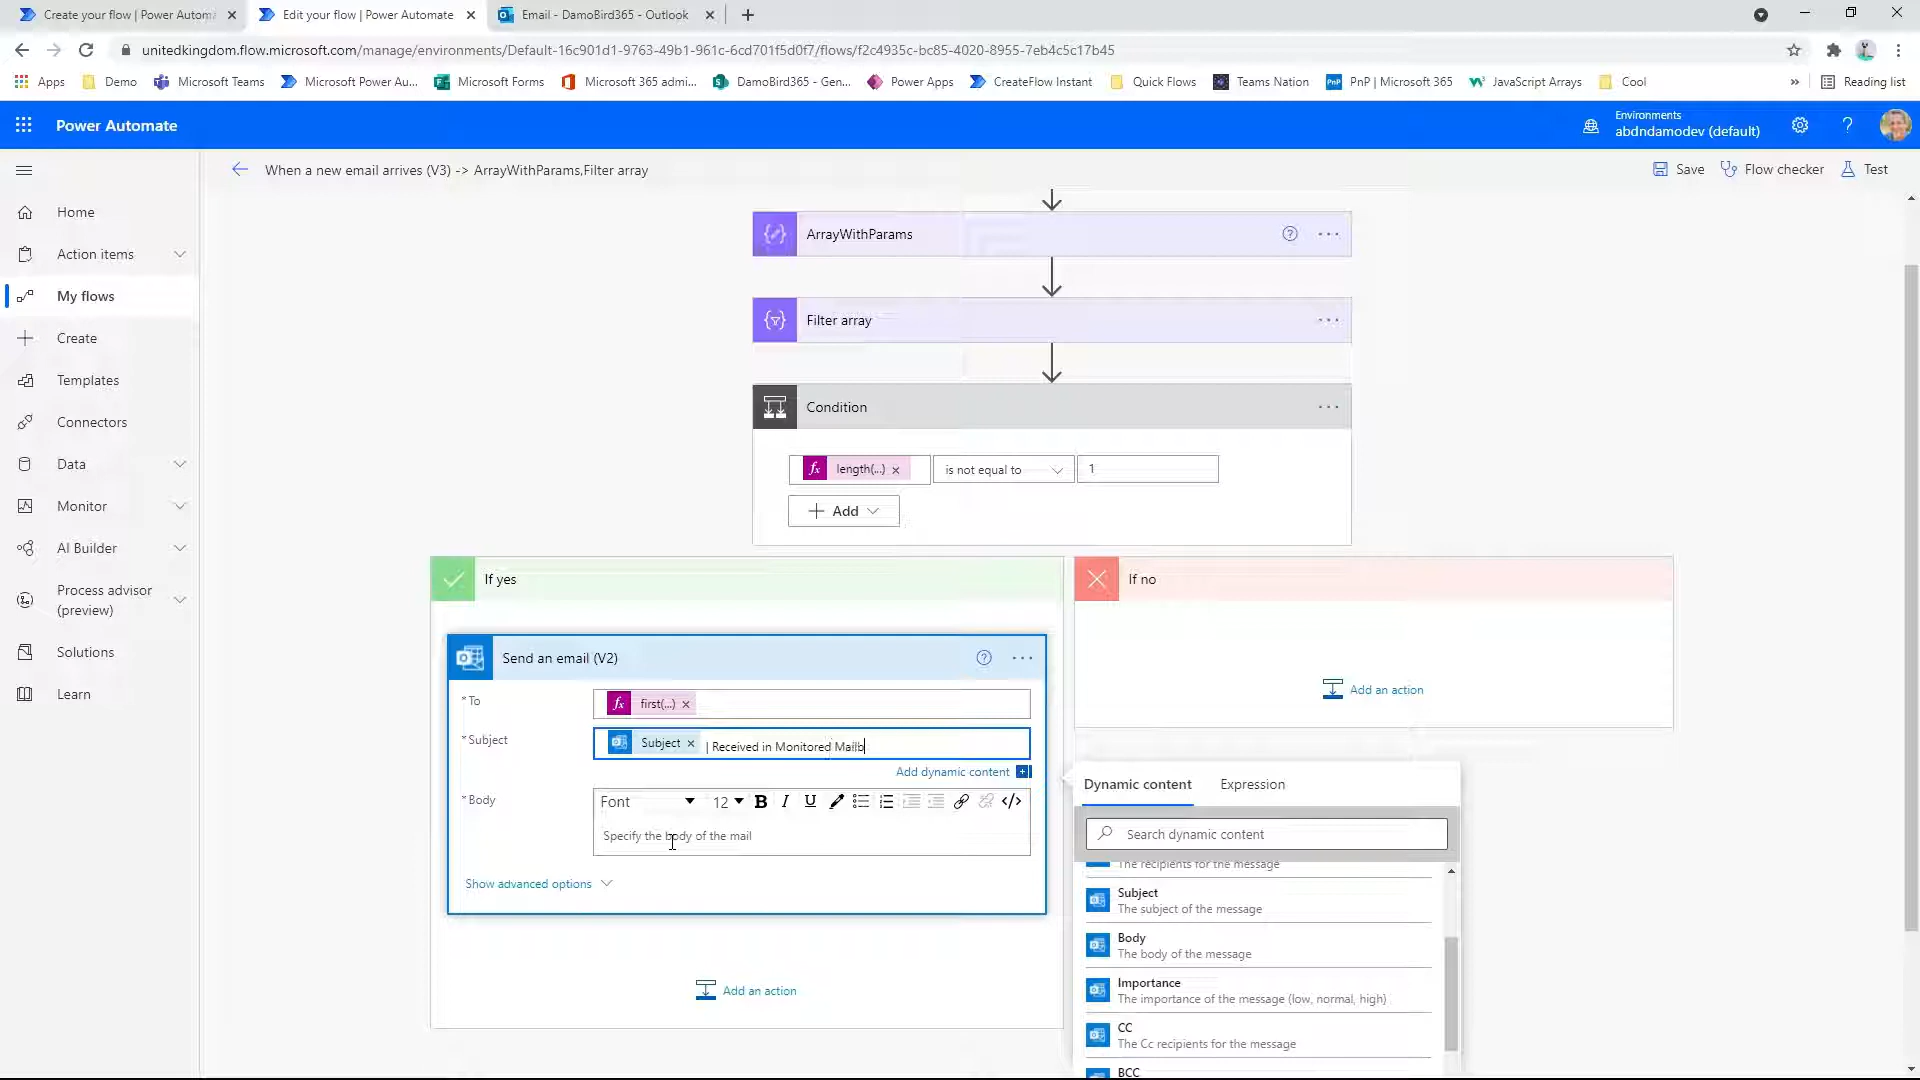 Create your flow | Power Automa
Edit your flow | Power Automate
Email - DamoBird365 - Outlook
unitedkingdom.flow.microsoft.com/manage/environments/Default-16c901d1-9763-49b1-961c-6cd701f5d0f7/flows/f2c4935c-bc85-4020-8955-7eb4c5c17b45
Apps
Demo
Microsoft Teams
Microsoft Power Au...
Microsoft Forms
Microsoft 365 admi...
DamoBird365 - Gen...
Power Apps
CreateFlow Instant
Quick Flows
Teams Nation
PnP | Microsoft 365
JavaScript Arrays
Cool
»
Reading list
Power Automate
Environments
abdndamodev (default)
When a new email arrives (V3) -> ArrayWithParams,Filter array
Save
Flow checker
Test
Home
Action items
My flows
Create
Templates
Connectors
Data
Monitor
AI Builder
Process advisor
(preview)
Solutions
Learn
ArrayWithParams
Filter array
Condition
fx length(...) ×
is not equal to
1
+ Add
If yes
Send an email (V2)
* To
fx first(...) ×
* Subject
Subject × | Received in Monitored Mailb
Add dynamic content
* Body
Font
12
B I U
</>
Specify the body of the mail
Show advanced options
Add an action
If no
Add an action
Dynamic content
Expression
Search dynamic content
The recipients for the message
Subject
The subject of the message
Body
The body of the message
Importance
The importance of the message (low, normal, high)
CC
The Cc recipients for the message
BCC